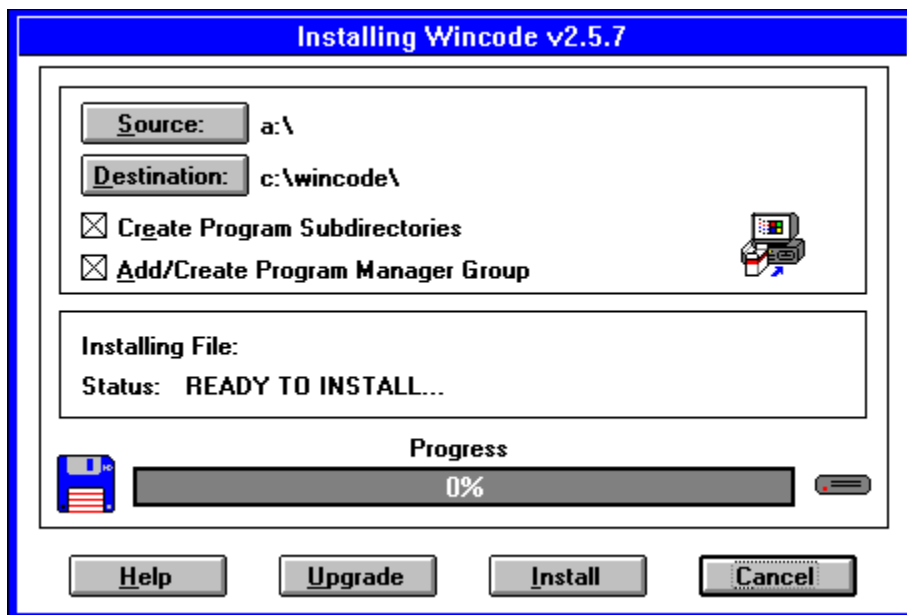 Installing Wincode v2.5.7
Source: a:\
Destination: c:\wincode\
Create Program Subdirectories
Add/Create Program Manager Group
Installing File:
Status: READY TO INSTALL...
Progress
0%
Help Upgrade Install Cancel